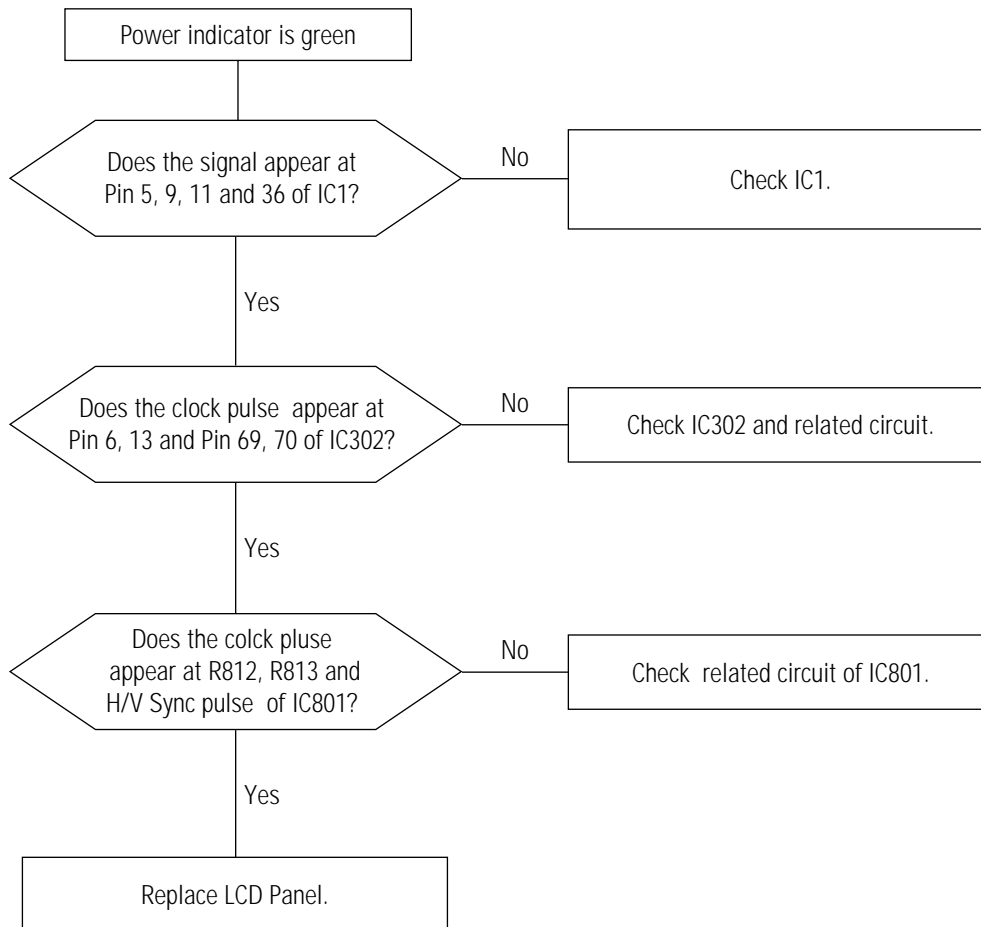 Power indicator is green
Does the signal appear at
Pin 5, 9, 11 and 36 of IC1?
No
Check IC1.
Yes
Does the clock pulse appear at
Pin 6, 13 and Pin 69, 70 of IC302?
No
Check IC302 and related circuit.
Yes
Does the colck pluse
appear at R812, R813 and
H/V Sync pulse of IC801?
No
Check related circuit of IC801.
Yes
Replace LCD Panel.